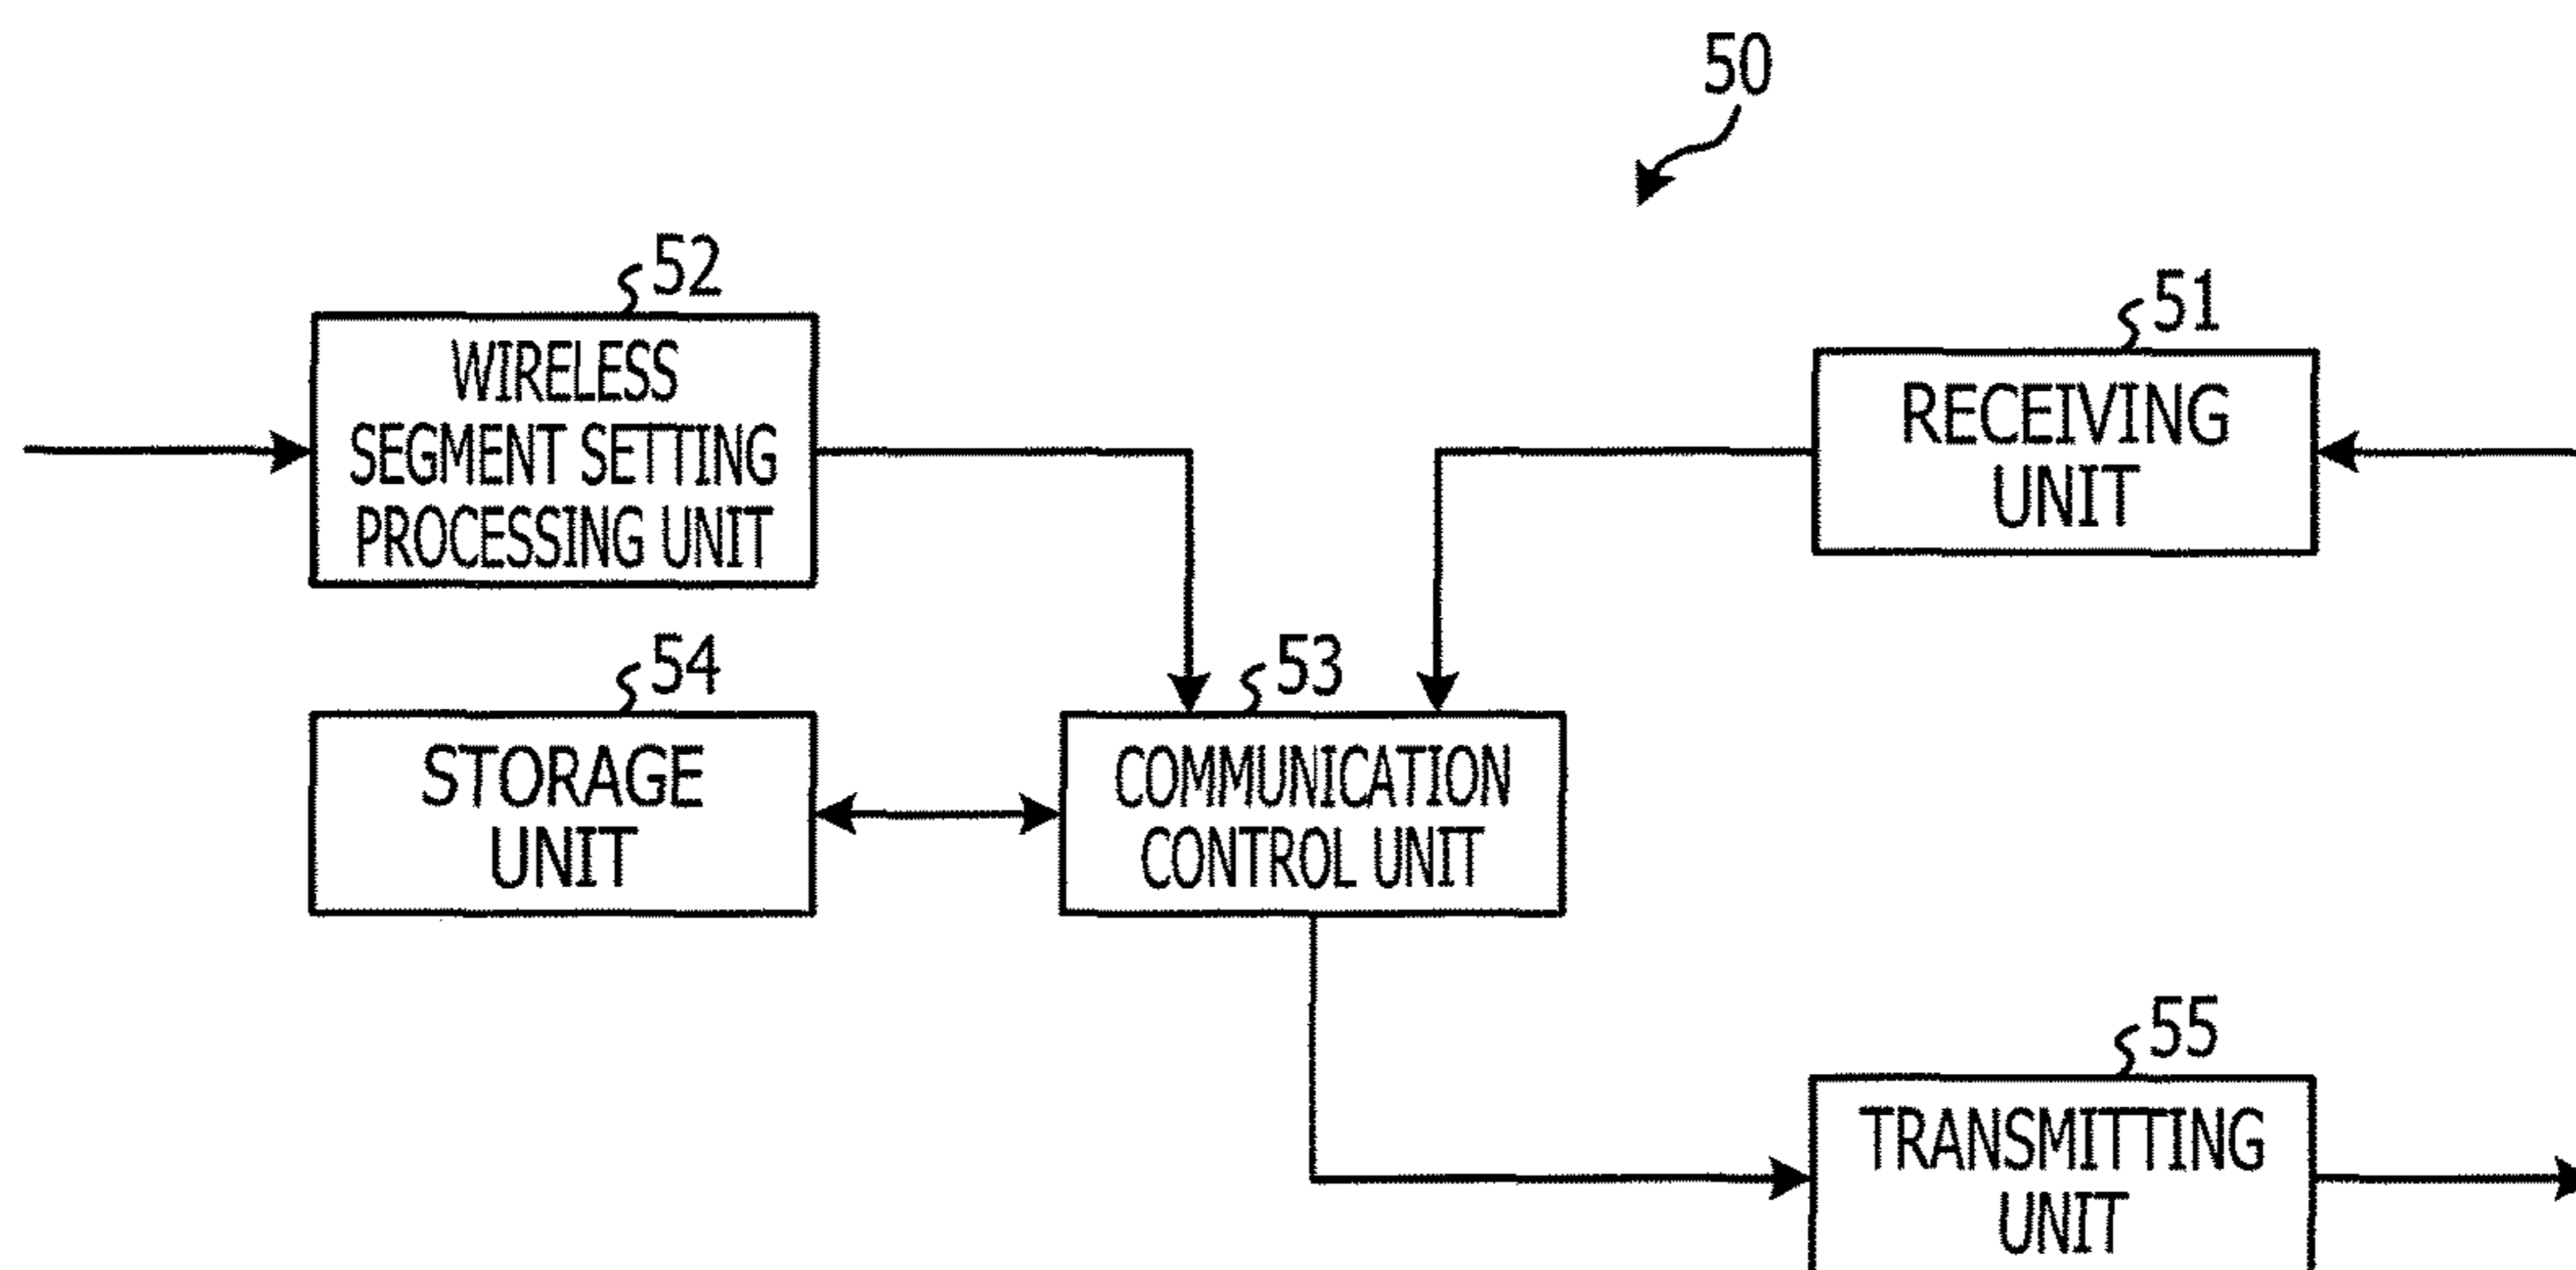 50
52
WIRELESS
SEGMENT SETTING
PROCESSING UNIT
51
RECEIVING
UNIT
54
STORAGE
UNIT
53
COMMUNICATION
CONTROL UNIT
55
TRANSMITTING
UNIT